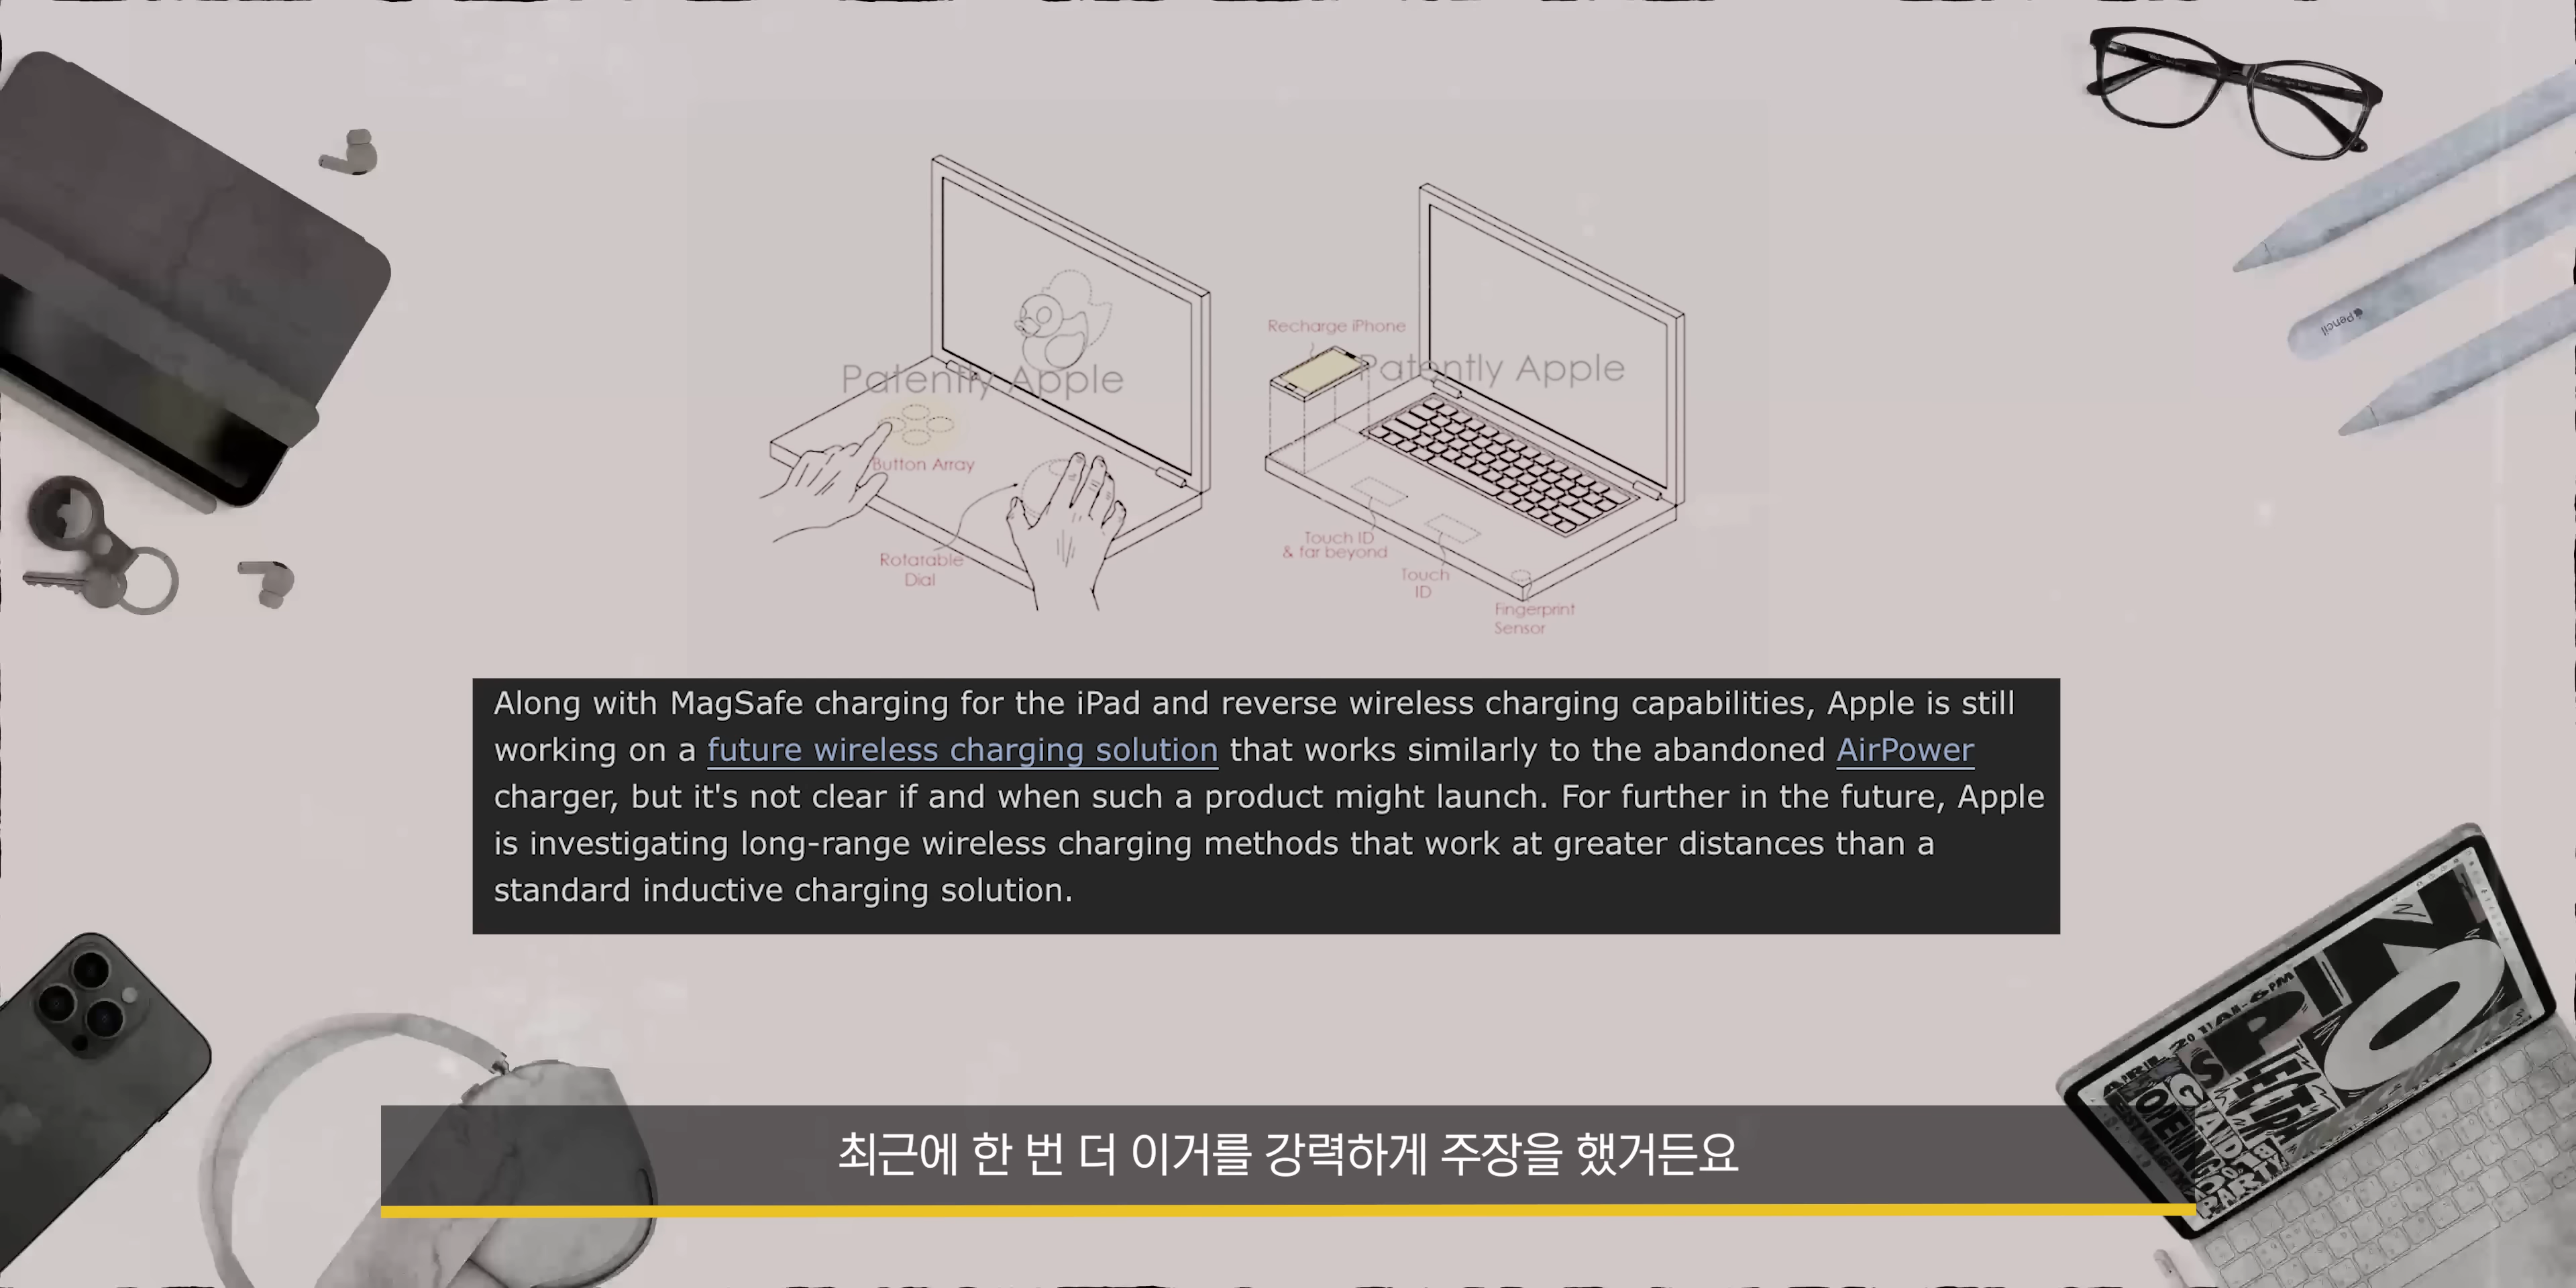 Patently Apple
Button Array
Rotatable
Dial
Recharge iPhone
Patently Apple
Touch ID
& far beyond
Touch
ID
Fingerprint
Sensor
Pencil
Along with MagSafe charging for the iPad and reverse wireless charging capabilities, Apple is still
working on a future wireless charging solution that works similarly to the abandoned AirPower
charger, but it's not clear if and when such a product might launch. For further in the future, Apple
is investigating long-range wireless charging methods that work at greater distances than a
standard inductive charging solution.
최근에 한 번 더 이거를 강력하게 주장을 했거든요
OPENING
PARTY